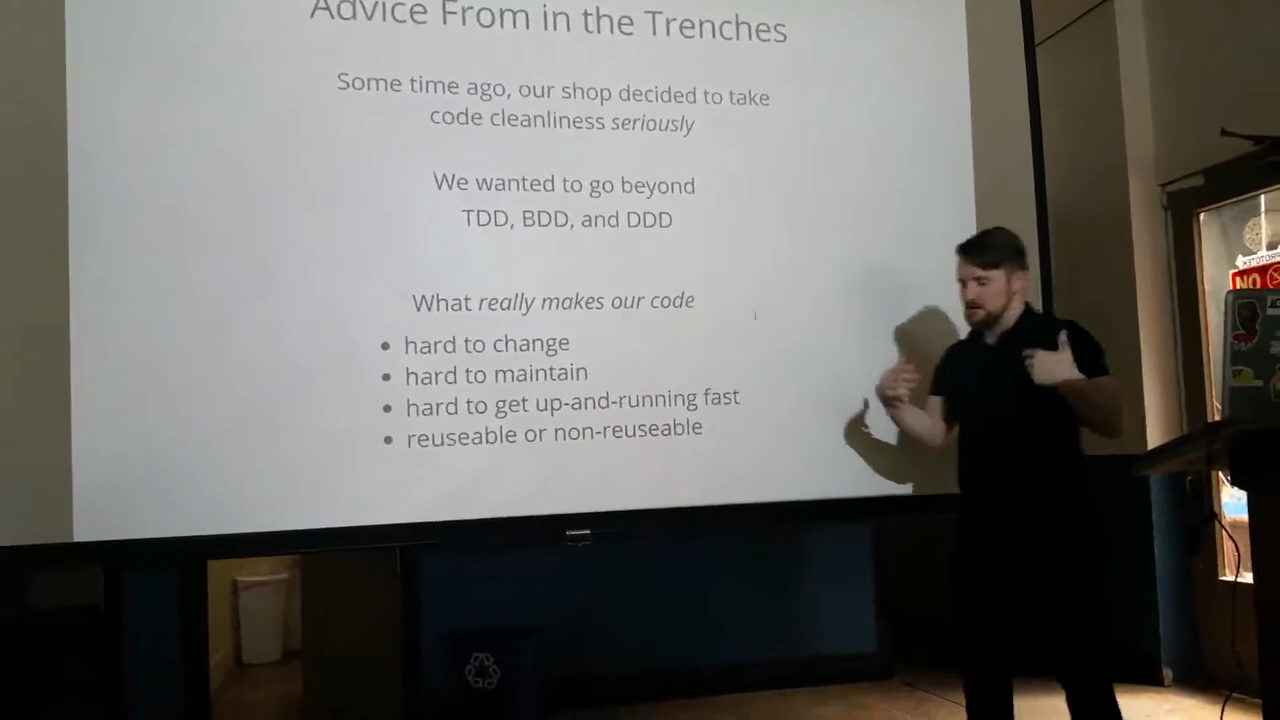 Advice From in the Trenches
Some time ago, our shop decided to take
code cleanliness seriously
We wanted to go beyond
TDD, BDD, and DDD
What really makes our code
• hard to change
• hard to maintain
• hard to get up-and-running fast
• reuseable or non-reuseable
NO